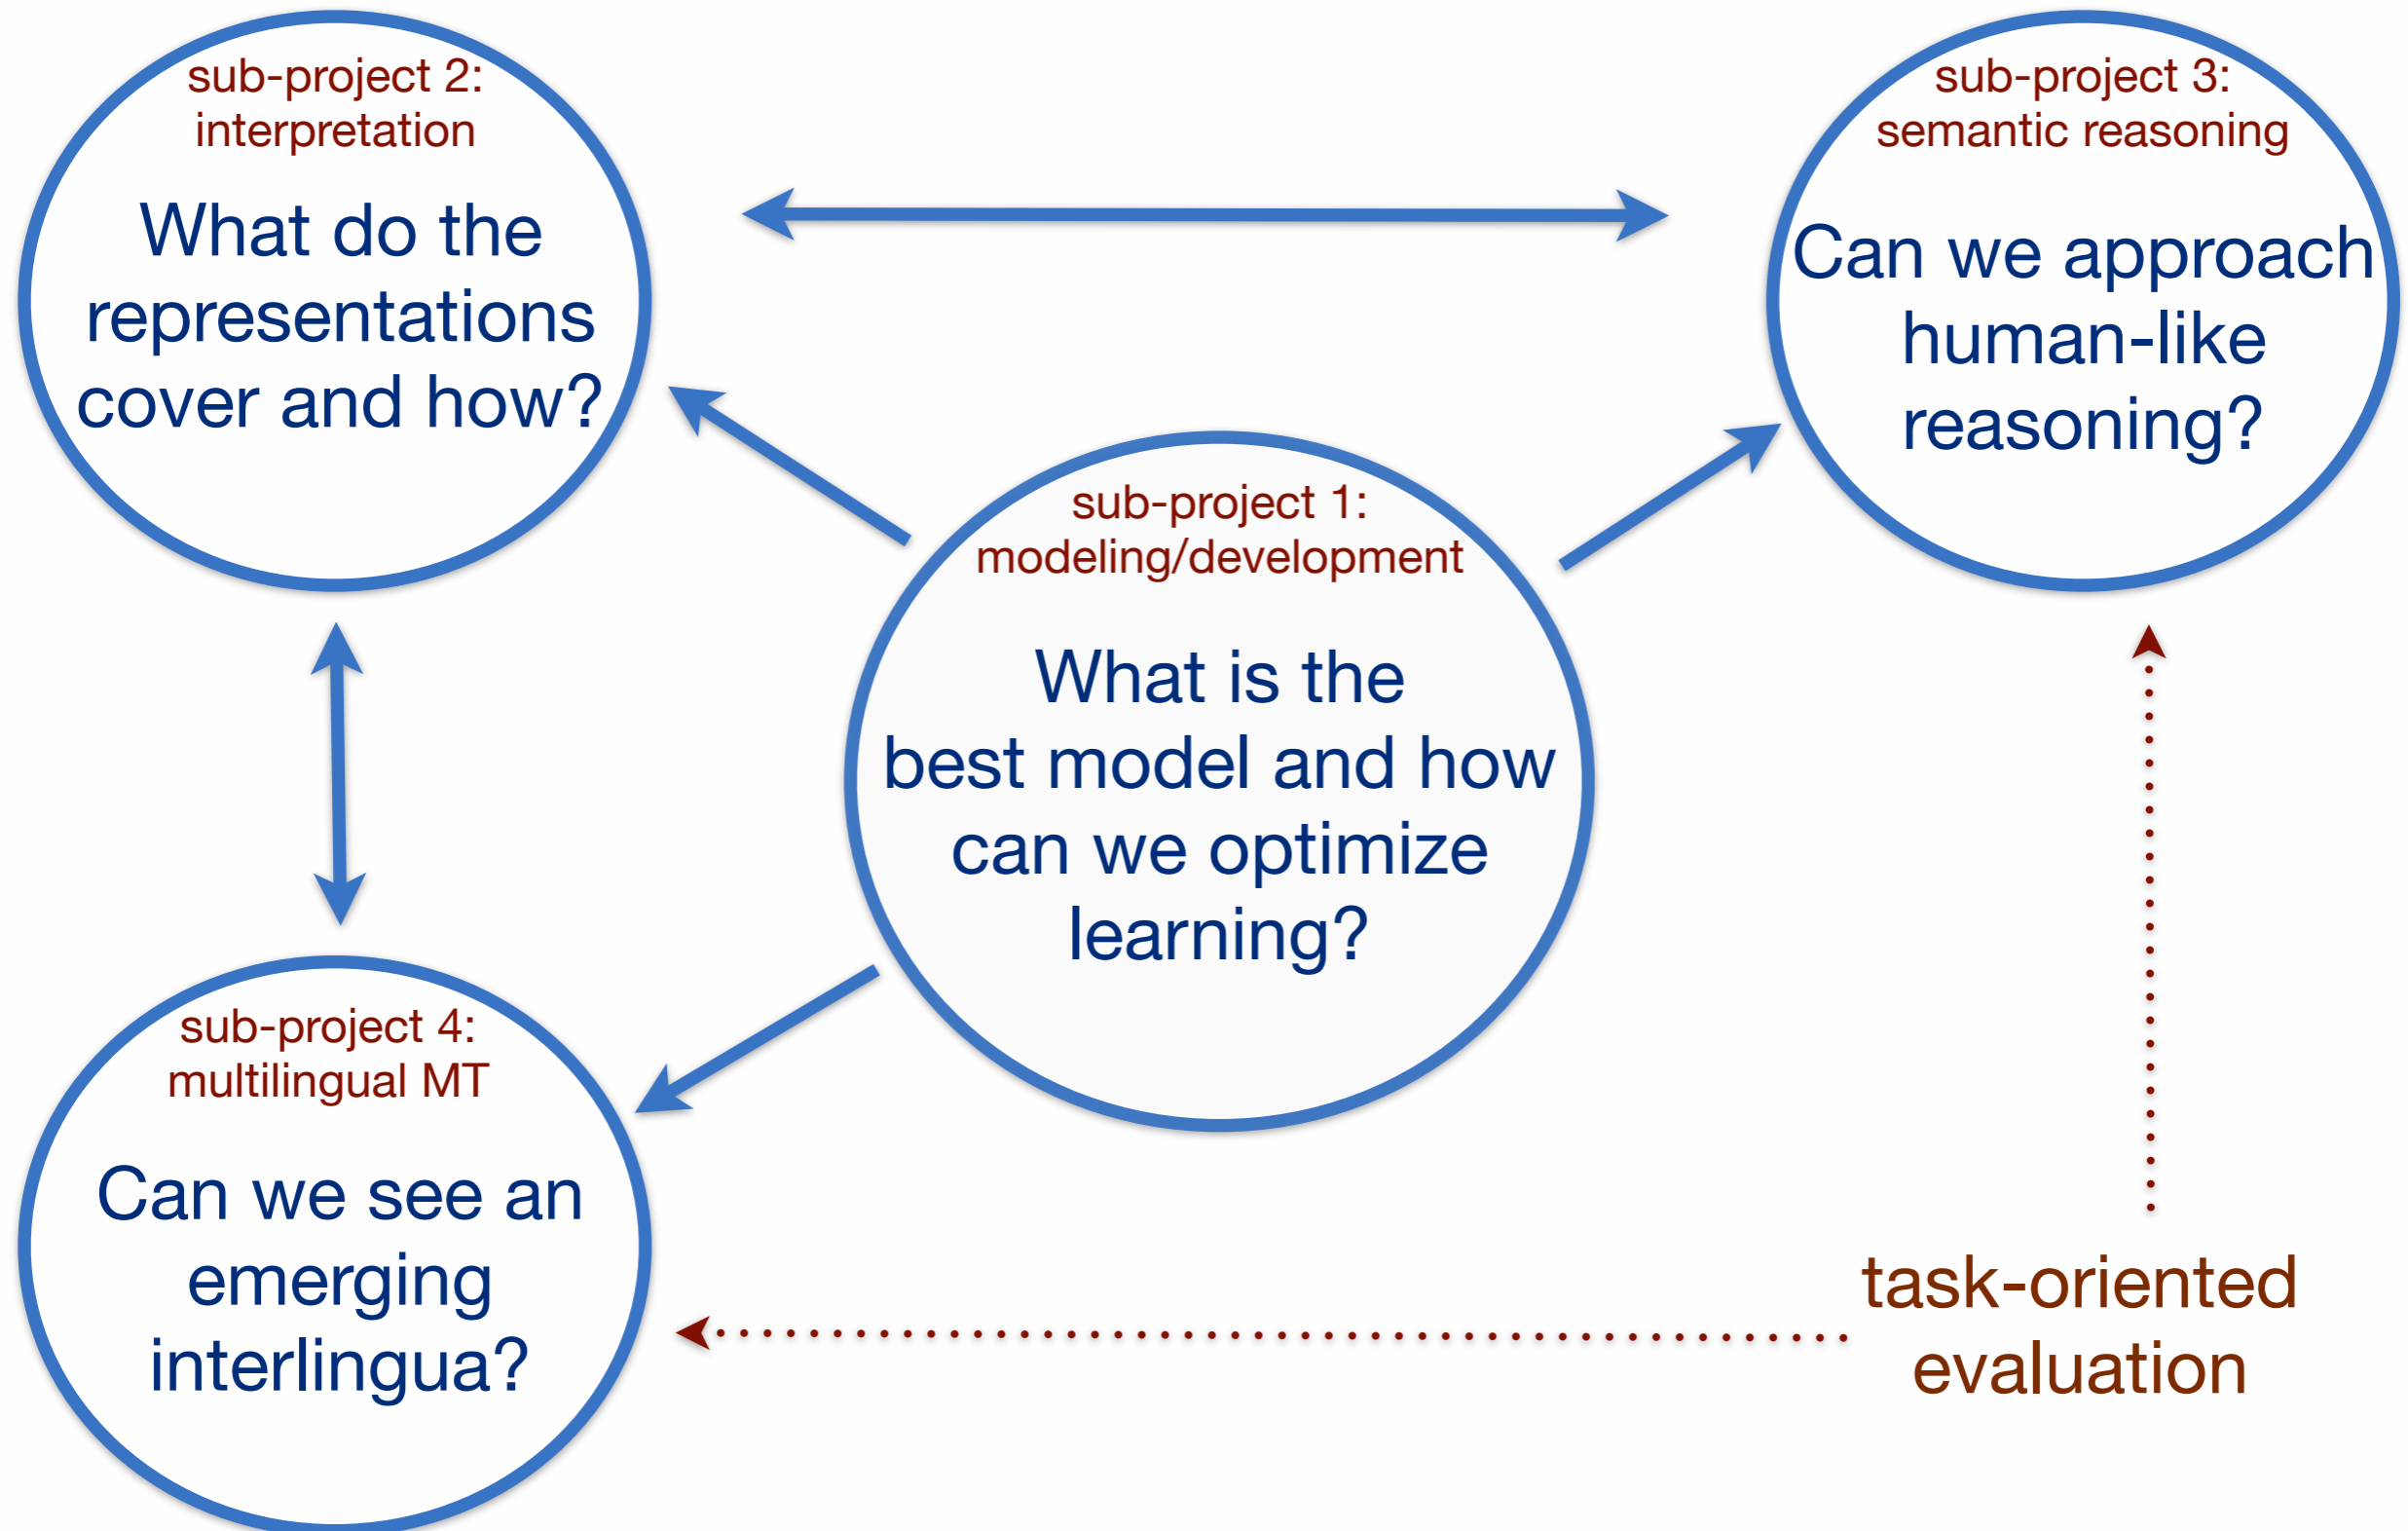 sub-project 2:
interpretation
What do the
representations
cover and how?
sub-project 3:
semantic reasoning
Can we approach
human-like
reasoning?
sub-project 1:
modeling/development
What is the
best model and how
can we optimize
learning?
sub-project 4:
multilingual MT
Can we see an
emerging
interlingua?
task-oriented
evaluation